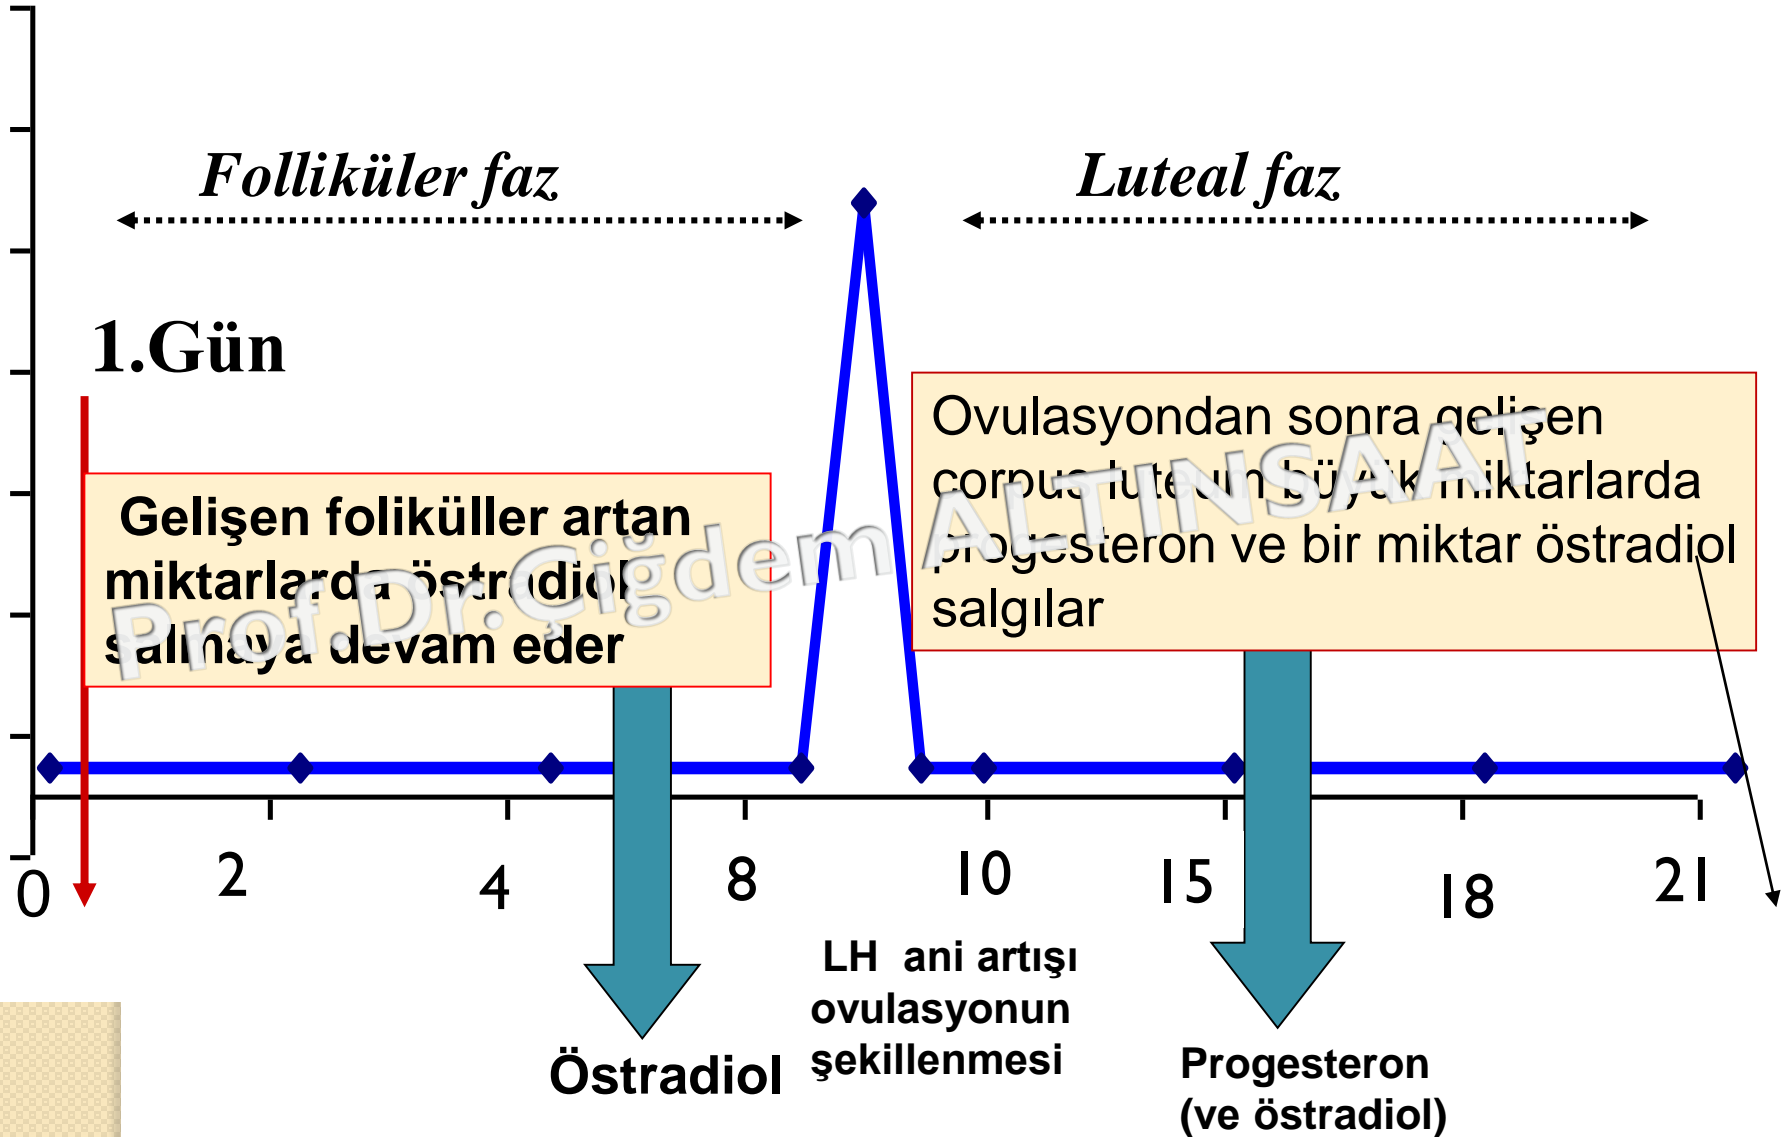 Folliküler faz
Luteal faz
1.Gün
Gelişen foliküller artan
miktarlarda östradiol
salmaya devam eder
Ovulasyondan sonra gelişen
corpus luteum büyük miktarlarda
progesteron ve bir miktar östradiol
salgılar
Prof.Dr.Çiğdem ALTINSAAT
0
2
4
8
10
15
18
21
LH ani artışı
ovulasyonun
şekillenmesi
Östradiol
Progesteron
(ve östradiol)